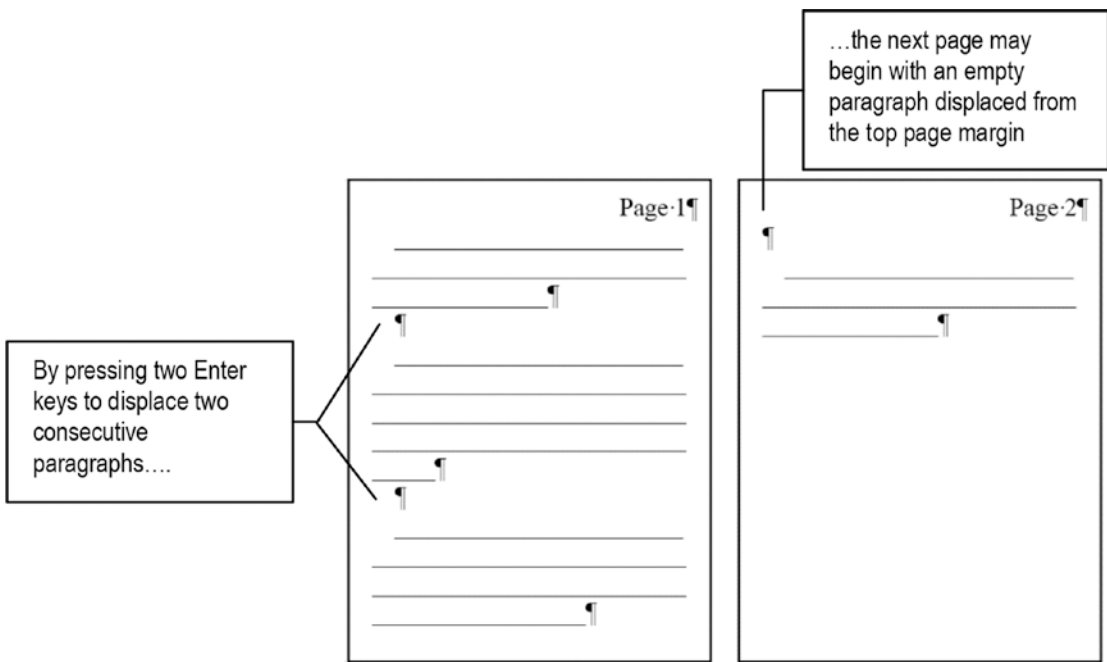 …the next page may
begin with an empty
paragraph displaced from
the top page margin
Page·1¶
¶
¶
¶
¶
¶
Page·2¶
¶
¶
By pressing two Enter
keys to displace two
consecutive
paragraphs….